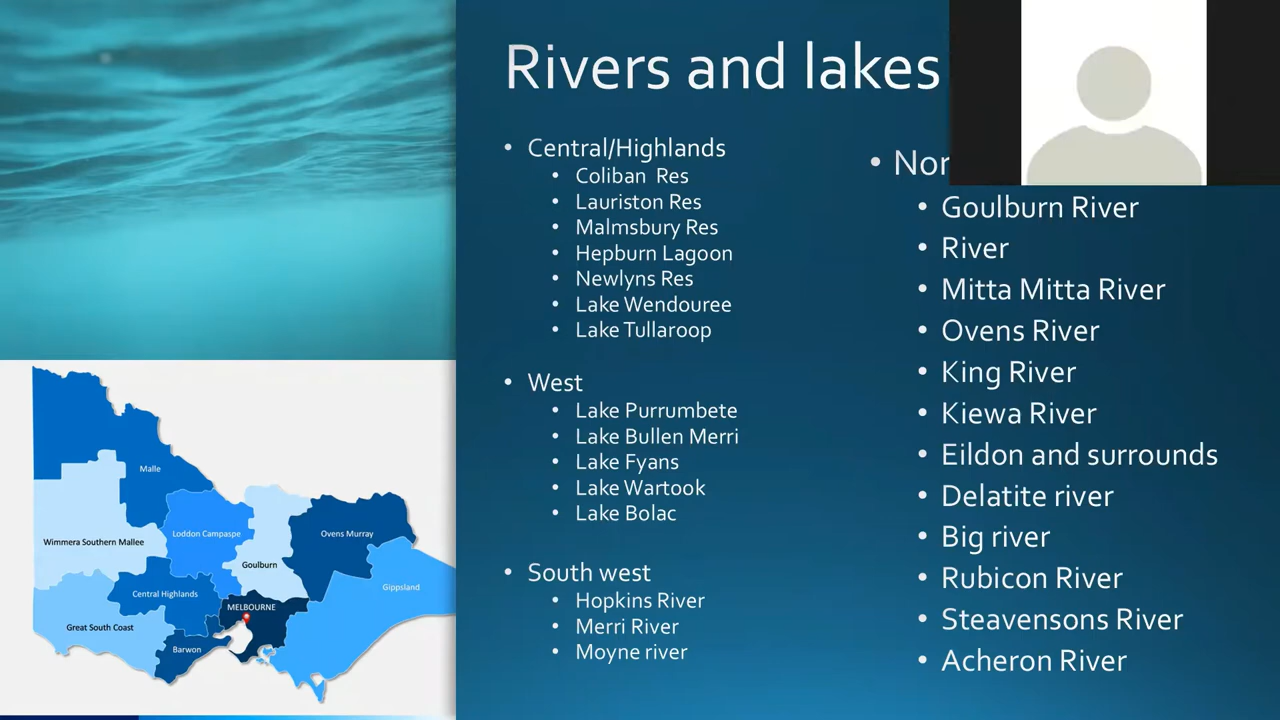 Rivers and lakes
• Central/Highlands
• Coliban Res
• Lauriston Res
• Malmsbury Res
• Hepburn Lagoon
• Newlyns Res
• Lake Wendouree
• Lake Tullaroop
• West
• Lake Purrumbete
• Lake Bullen Merri
• Lake Fyans
• Lake Wartook
• Lake Bolac
• South west
• Hopkins River
• Merri River
• Moyne river
• Goulburn River
• River
• Mitta Mitta River
• Ovens River
• King River
• Kiewa River
• Eildon and surrounds
• Delatite river
• Big river
• Rubicon River
• Steavensons River
• Acheron River
Malle
Wimmera Southern Mallee
Loddon Campaspe
Ovens Murray
Goulburn
Gippsland
Central Highlands
MELBOURNE
Great South Coast
Barwon